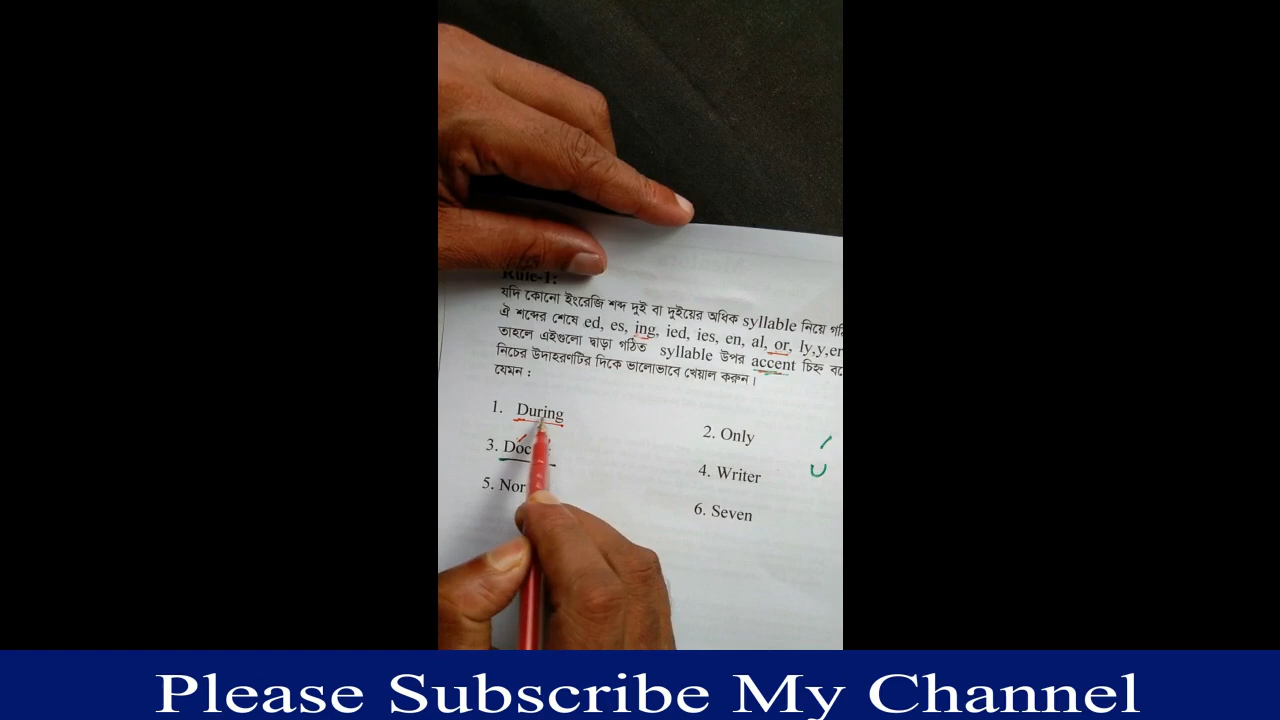 Rule-1:
যদি কোনো ইংরেজি শব্দ দুই বা দুইয়ের অধিক syllable নিয়ে
ঐ শব্দের শেষে ed, es, ing, ied, ies, en, al, or, ly,y,er
তাহলে এইগুলো দ্বাড়া গঠিত syllable উপর accent চিহ্ন
নিচের উদাহরণটির দিকে ভালোভাবে খেয়াল করুন।
যেমন :
1. During
2. Only
3. Doc
4. Writer
5. Nor
6. Seven
Please Subscribe My Channel